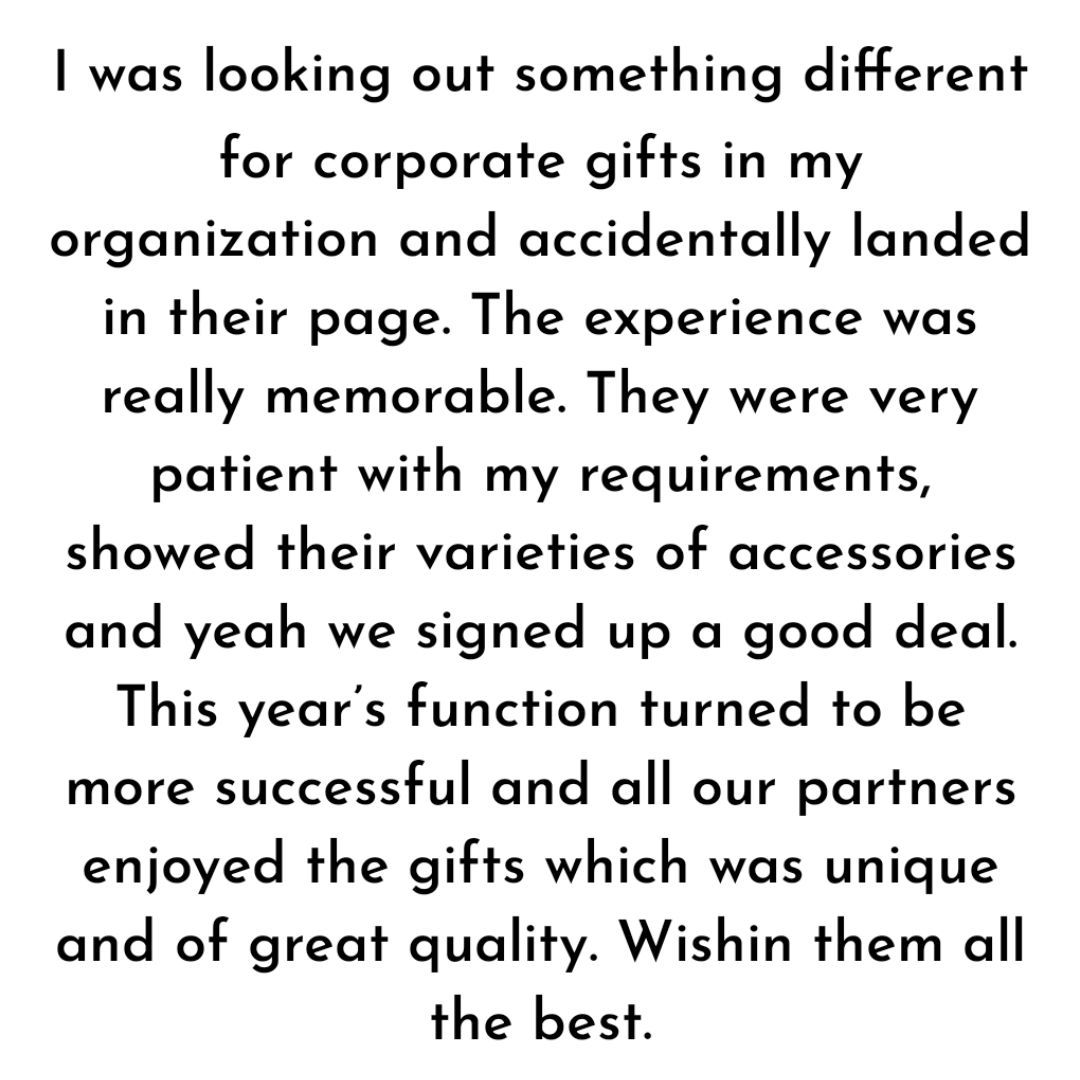 I was looking out something different
for corporate gifts in my
organization and accidentally landed
in their page. The experience was
really memorable. They were very
patient with my requirements,
showed their varieties of accessories
and yeah we signed up a good deal.
This year’s function turned to be
more successful and all our partners
enjoyed the gifts which was unique
and of great quality. Wishin them all
the best.